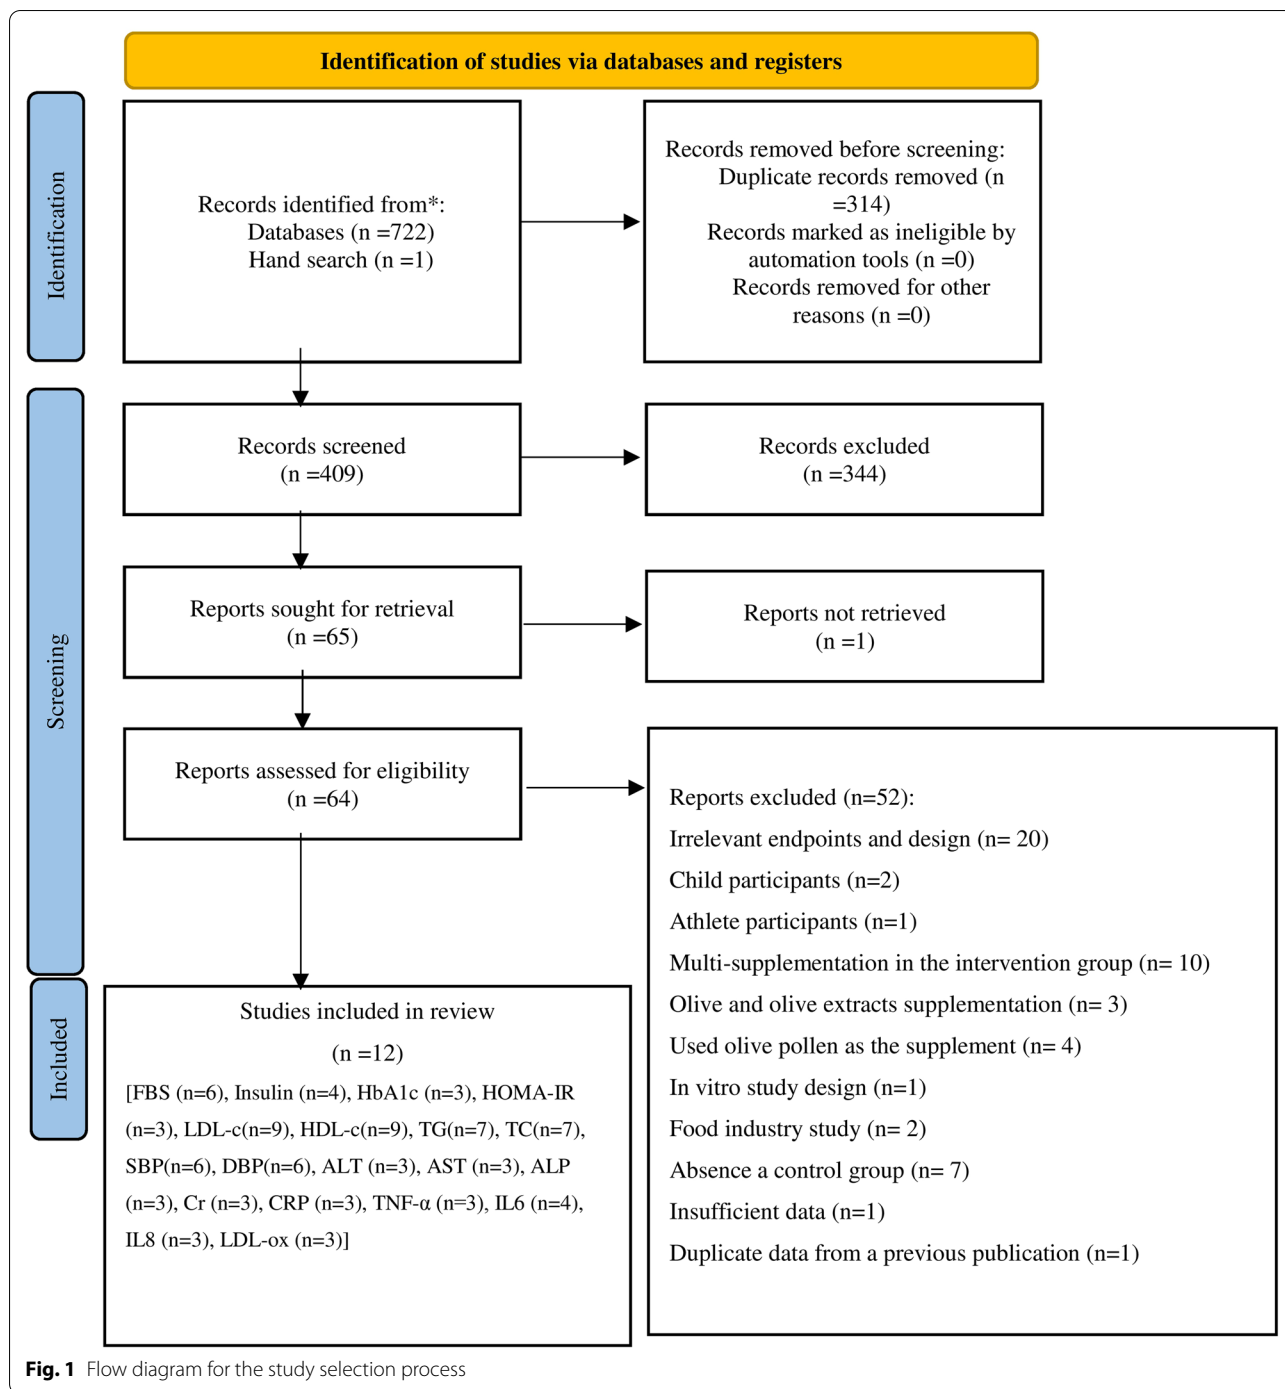 Identification of studies via databases and registers
Identification
Records identified from*:
Databases (n =722)
Hand search (n =1)
Records removed before screening:
Duplicate records removed (n
=314)
Records marked as ineligible by
automation tools (n =0)
Records removed for other
reasons (n =0)
Screening
Records screened
(n =409)
Records excluded
(n =344)
Reports sought for retrieval
(n =65)
Reports not retrieved
(n =1)
Reports assessed for eligibility
(n =64)
Reports excluded (n=52):
Irrelevant endpoints and design (n= 20)
Child participants (n=2)
Athlete participants (n=1)
Multi-supplementation in the intervention group (n= 10)
Olive and olive extracts supplementation (n= 3)
Used olive pollen as the supplement (n= 4)
In vitro study design (n=1)
Food industry study (n= 2)
Absence a control group (n= 7)
Insufficient data (n=1)
Duplicate data from a previous publication (n=1)
Included
Studies included in review
(n =12)
[FBS (n=6), Insulin (n=4), HbA1c (n=3), HOMA-IR
(n=3), LDL-c(n=9), HDL-c(n=9), TG(n=7), TC(n=7),
SBP(n=6), DBP(n=6), ALT (n=3), AST (n=3), ALP
(n=3), Cr (n=3), CRP (n=3), TNF-α (n=3), IL6 (n=4),
IL8 (n=3), LDL-ox (n=3)]
Fig. 1 Flow diagram for the study selection process